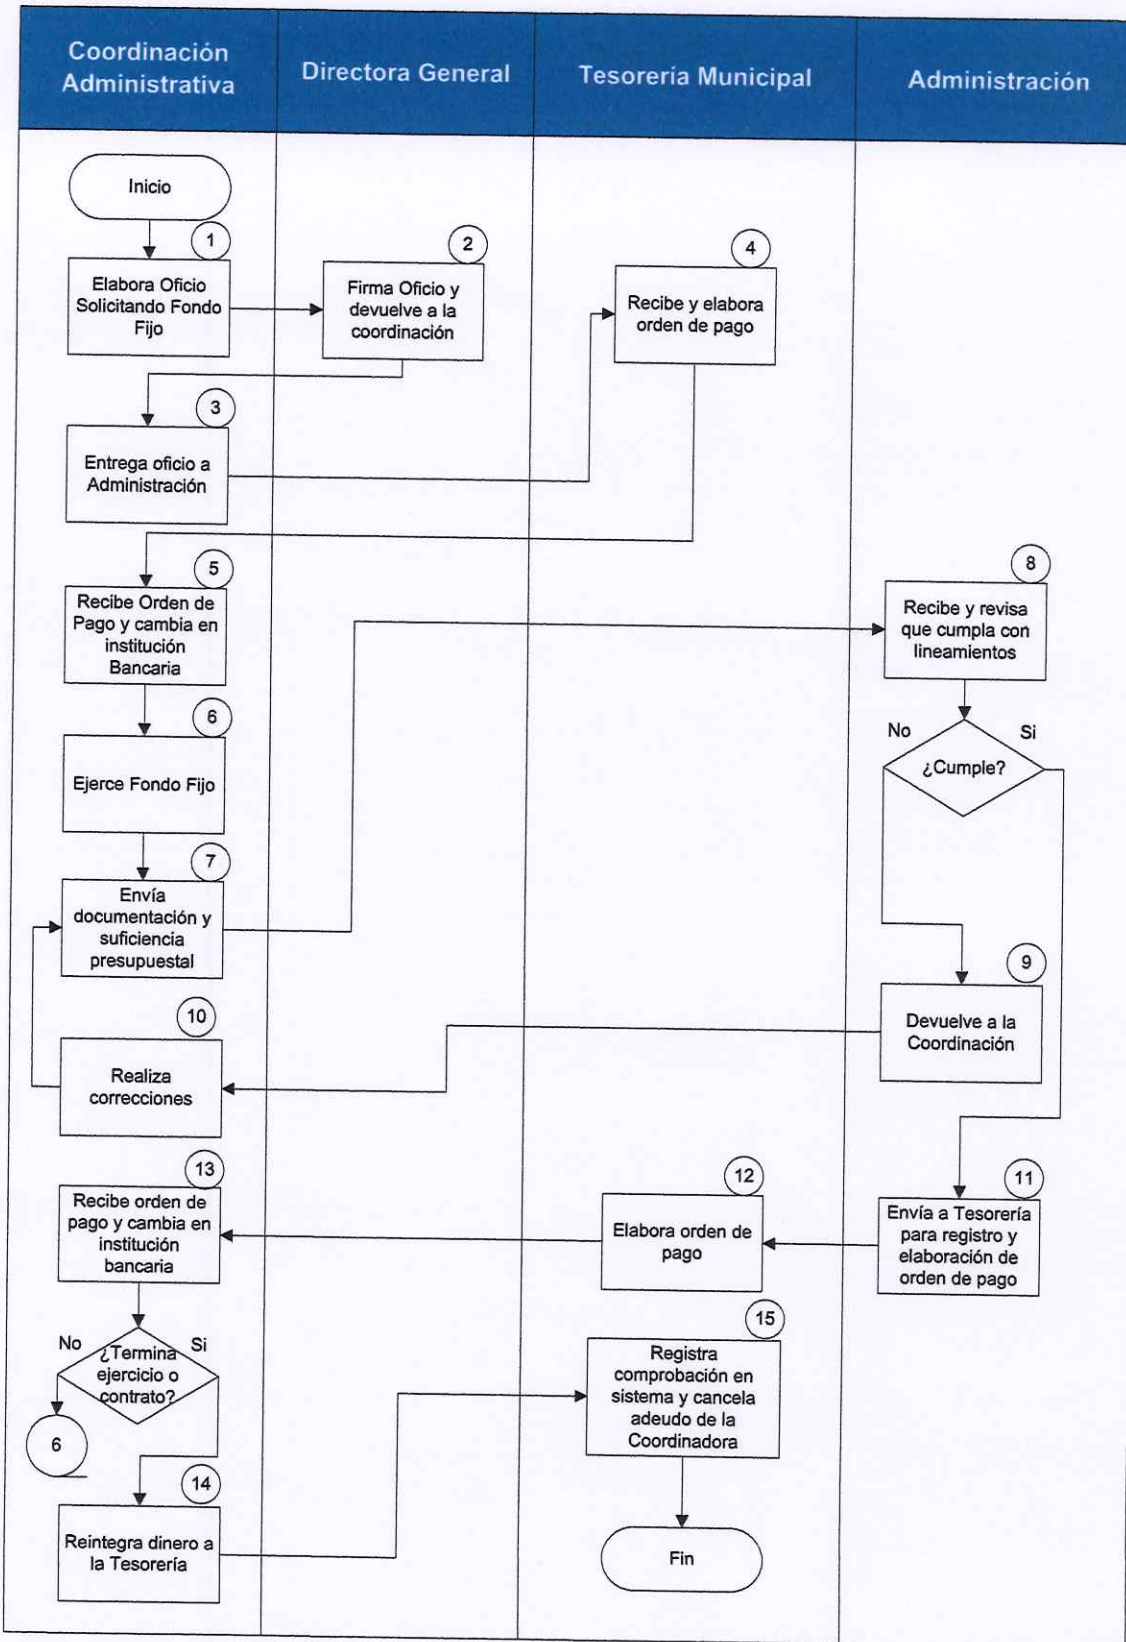 Coordinación
Administrativa
Directora General
Tesorería Municipal
Administración
Inicio
1
Elabora Oficio
Solicitando Fondo
Fijo
2
Firma Oficio y
devuelve a la
coordinación
3
Entrega oficio a
Administración
4
Recibe y elabora
orden de pago
5
Recibe Orden de
Pago y cambia en
institución
Bancaria
6
Ejerce Fondo Fijo
7
Envía
documentación y
suficiencia
presupuestal
8
Recibe y revisa
que cumpla con
lineamientos
No
Si
¿Cumple?
9
Devuelve a la
Coordinación
10
Realiza
correcciones
11
Envía a Tesorería
para registro y
elaboración de
orden de pago
12
Elabora orden de
pago
13
Recibe orden de
pago y cambia en
institución
bancaria
No
Si
¿Termina
ejercicio o
contrato?
6
14
Reintegra dinero a
la Tesorería
15
Registra
comprobación en
sistema y cancela
adeudo de la
Coordinadora
Fin